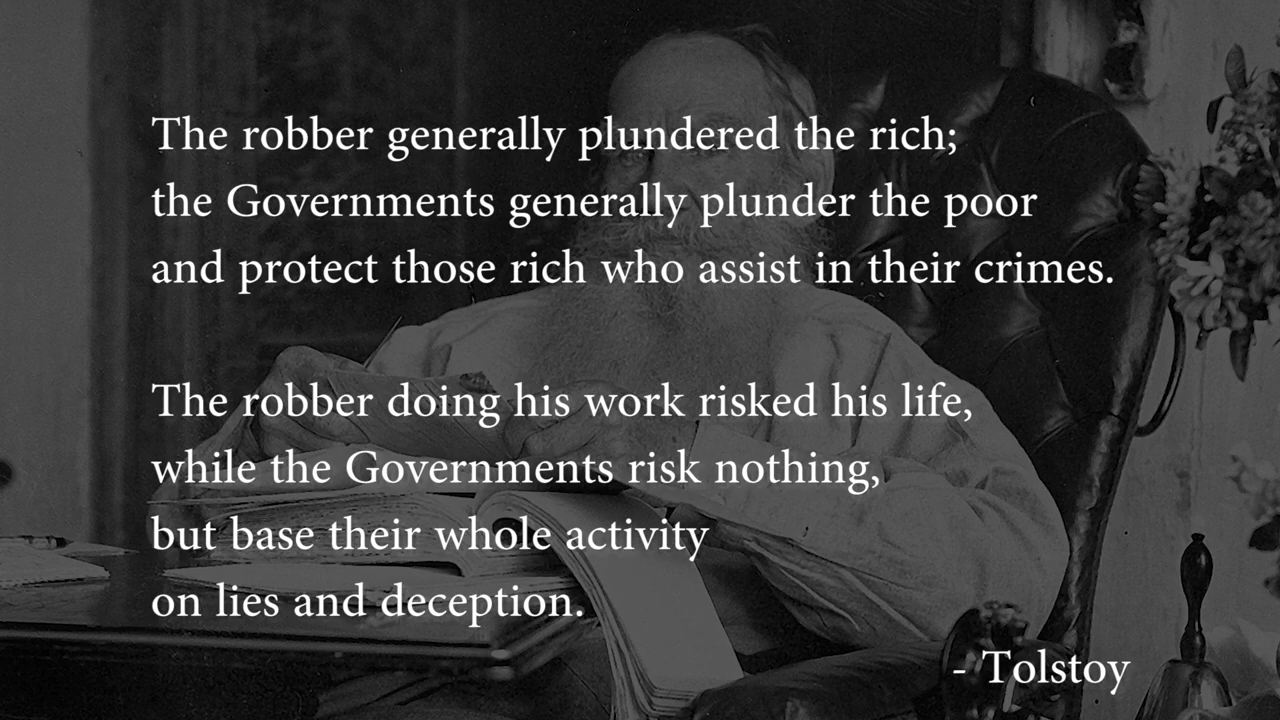 The robber generally plundered the rich;
the Governments generally plunder the poor
and protect those rich who assist in their crimes.
The robber doing his work risked his life,
while the Governments risk nothing,
but base their whole activity
on lies and deception.
- Tolstoy